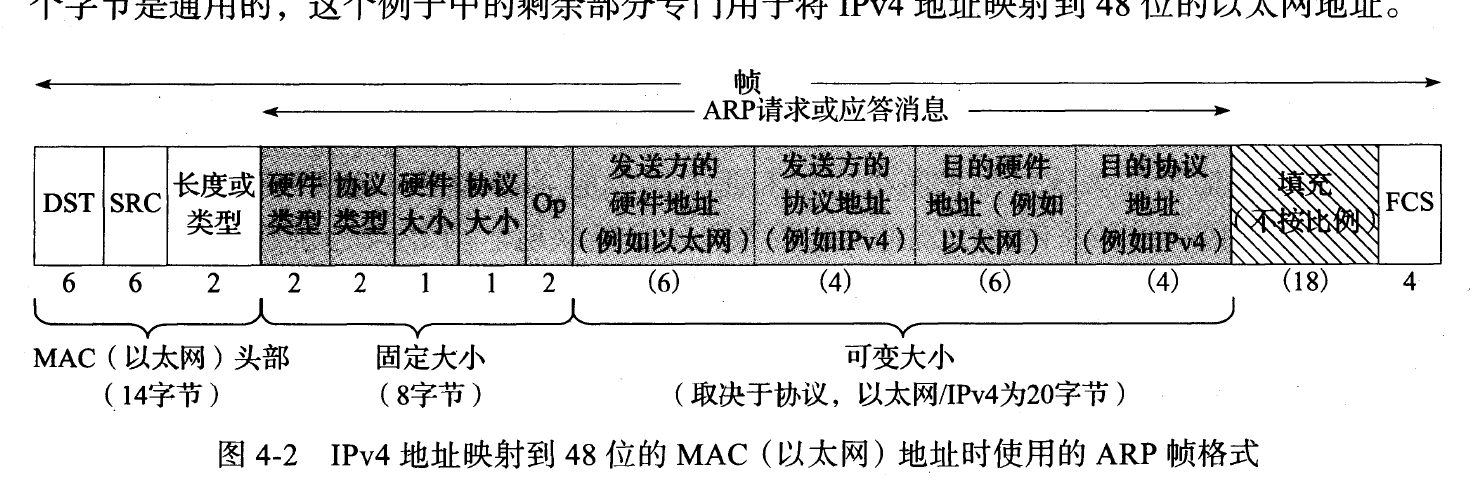 个字节是通用的，这个例子中的剩余部分专门用于将 IPv4 地址映射到 48 位的以太网地址。
帧
ARP请求或应答消息
DST
SRC
长度或
类型
硬件
类型
协议
类型
硬件
大小
协议
大小
Op
发送方的
硬件地址
（例如以太网）
发送方的
协议地址
（例如IPv4）
目的硬件
地址（例如
以太网）
目的协议
地址
（例如IPv4）
填充
（不按比例）
FCS
6 6 2 2 2 1 1 2 (6) (4) (6) (4) (18) 4
MAC（以太网）头部
（14字节）
固定大小
（8字节）
可变大小
（取决于协议，以太网/IPv4为20字节）
图 4-2 IPv4 地址映射到 48 位的 MAC（以太网）地址时使用的 ARP 帧格式